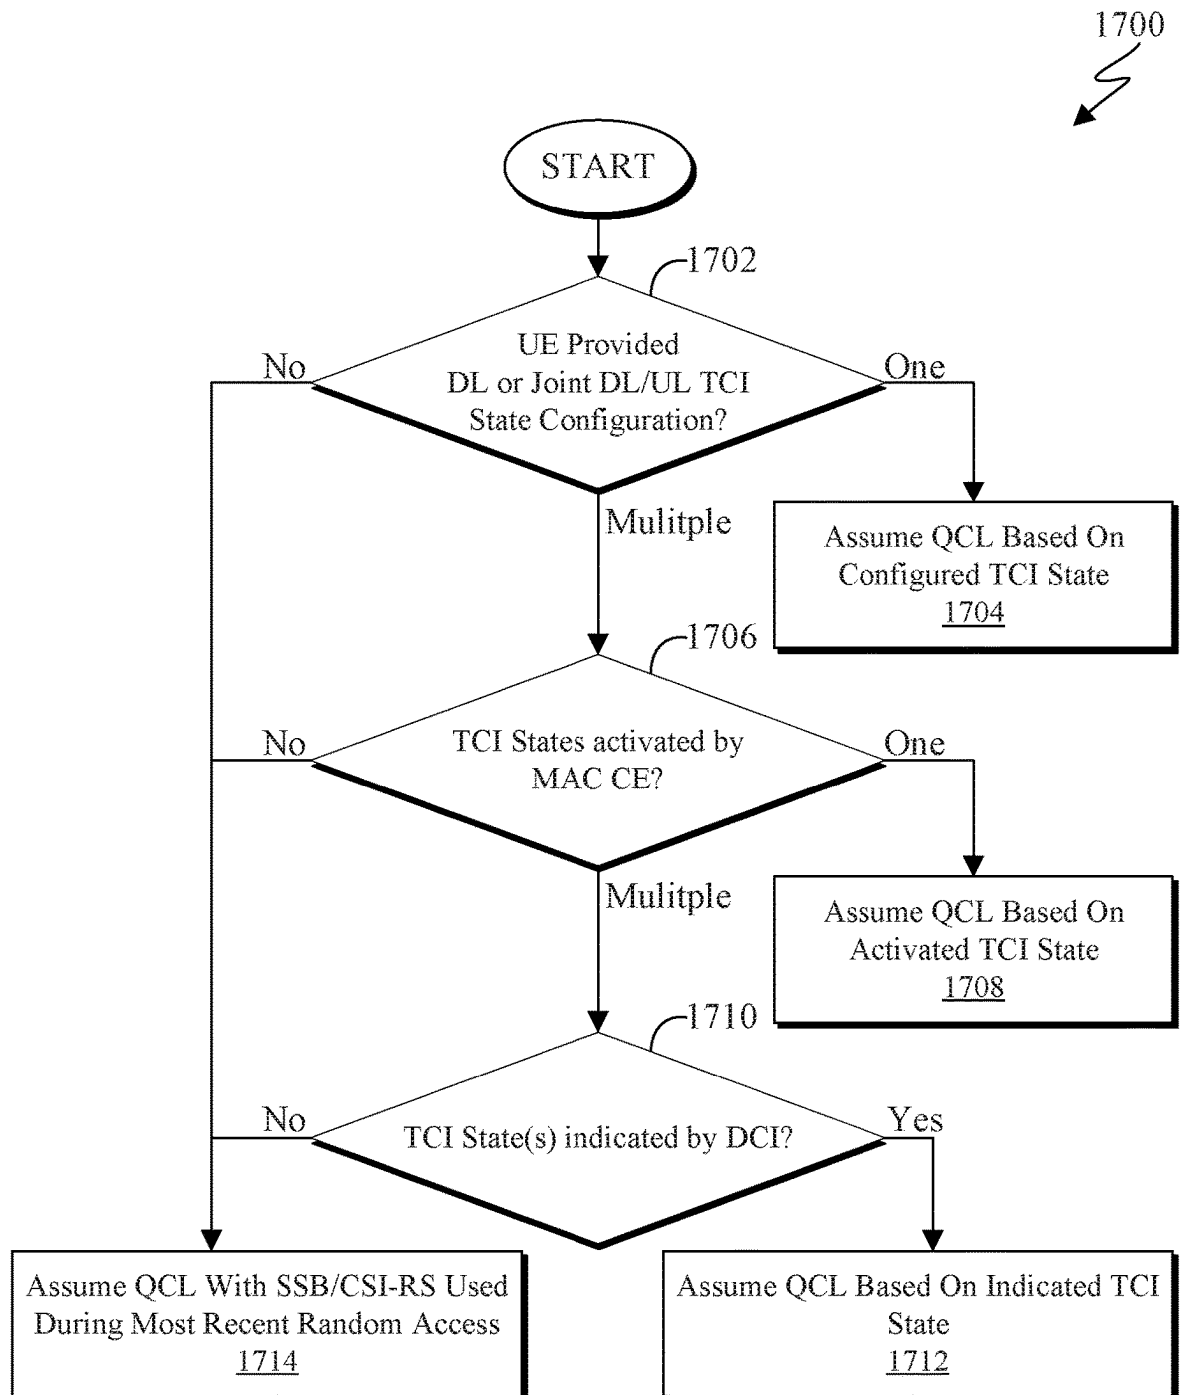 1700
START
1702
UE Provided
DL or Joint DL/UL TCI
State Configuration?
No
One
Mulitple
Assume QCL Based On
Configured TCI State
1704
1706
TCI States activated by
MAC CE?
No
One
Mulitple
Assume QCL Based On
Activated TCI State
1708
1710
TCI State(s) indicated by DCI?
No
Yes
Assume QCL With SSB/CSI-RS Used
During Most Recent Random Access
1714
Assume QCL Based On Indicated TCI
State
1712